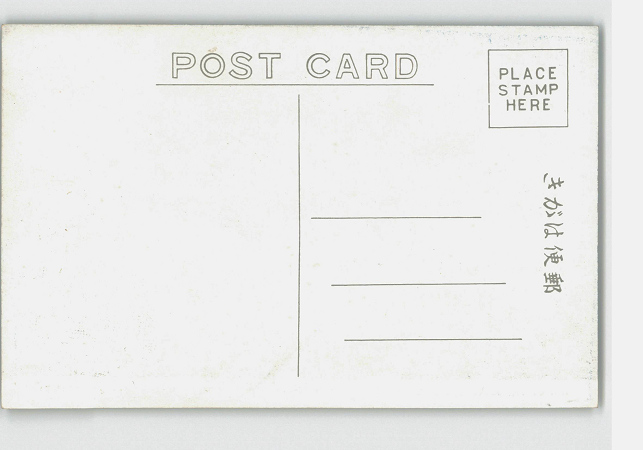 POST CARD
PLACE
STAMP
HERE
郵便はがき